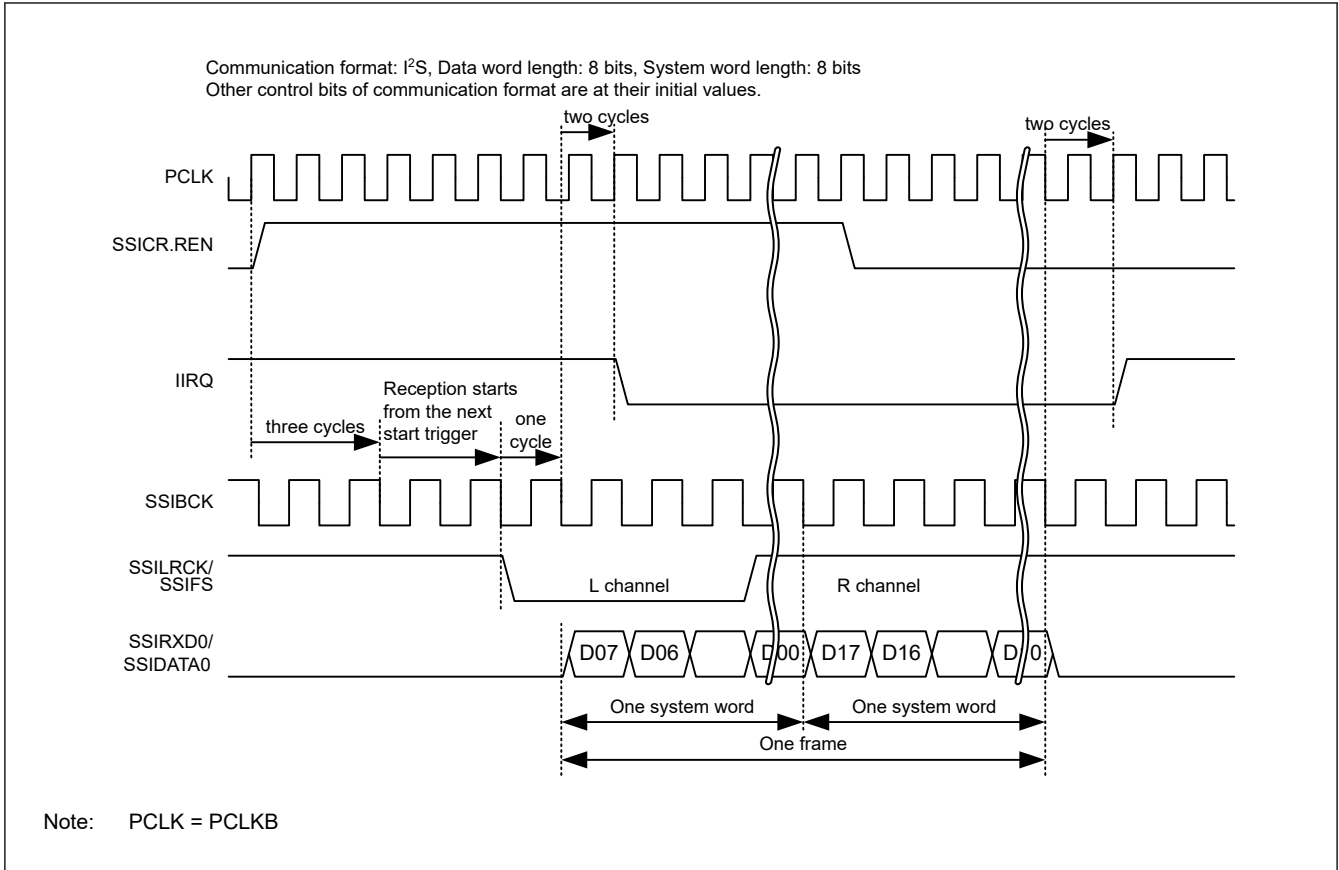 Communication format: I²S, Data word length: 8 bits, System word length: 8 bits
Other control bits of communication format are at their initial values.
two cycles
two cycles
PCLK
SSICR.REN
IIRQ
Reception starts
from the next
start trigger
one
cycle
three cycles
SSIBCK
SSILRCK/
SSIFS
L channel
R channel
SSIRXD0/
SSIDATA0
D07 D06 D00 D17 D16 D10
One system word
One system word
One frame
Note: PCLK = PCLKB